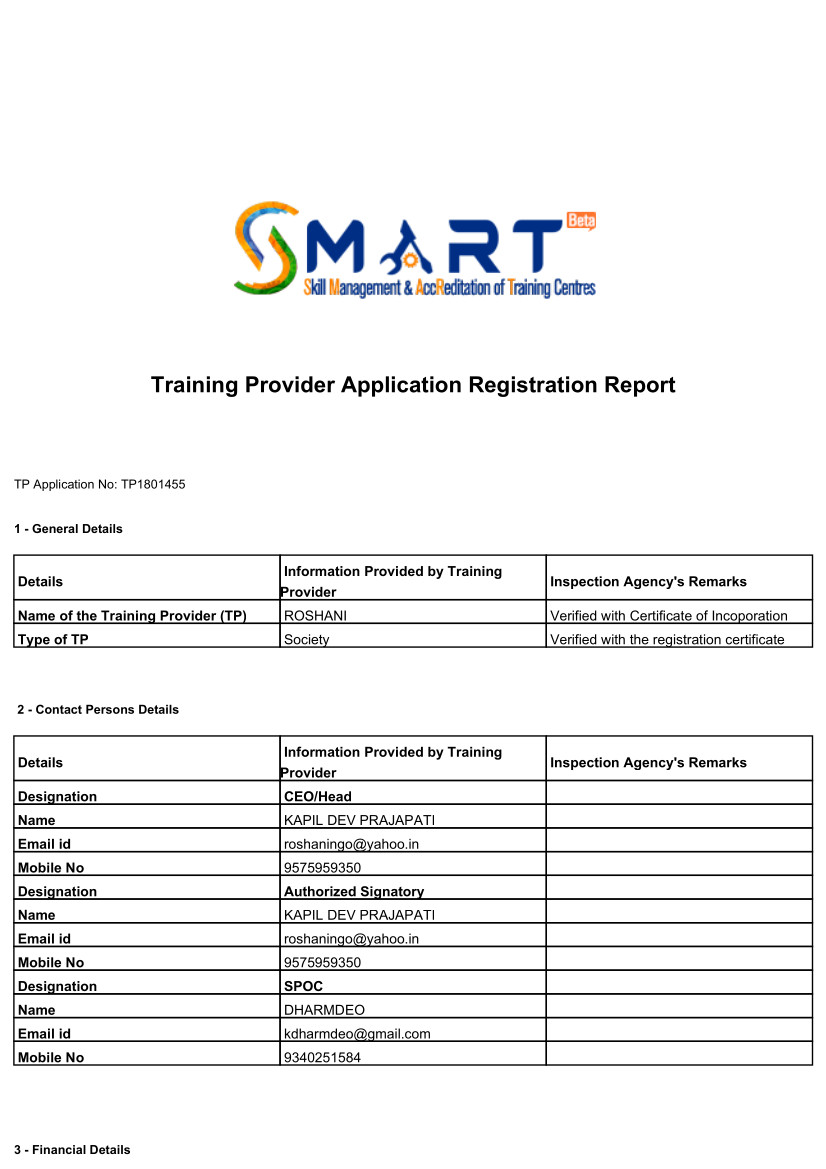 SMART Beta
Skill Management & AccReditation of Training Centres
Training Provider Application Registration Report
TP Application No: TP1801455
1 - General Details
Details
Information Provided by Training
Provider
Inspection Agency's Remarks
Name of the Training Provider (TP) ROSHANI Verified with Certificate of Incoporation
Type of TP Society Verified with the registration certificate
2 - Contact Persons Details
Details
Information Provided by Training
Provider
Inspection Agency's Remarks
Designation CEO/Head
Name KAPIL DEV PRAJAPATI
Email id roshaningo@yahoo.in
Mobile No 9575959350
Designation Authorized Signatory
Name KAPIL DEV PRAJAPATI
Email id roshaningo@yahoo.in
Mobile No 9575959350
Designation SPOC
Name DHARMDEO
Email id kdharmdeo@gmail.com
Mobile No 9340251584
3 - Financial Details